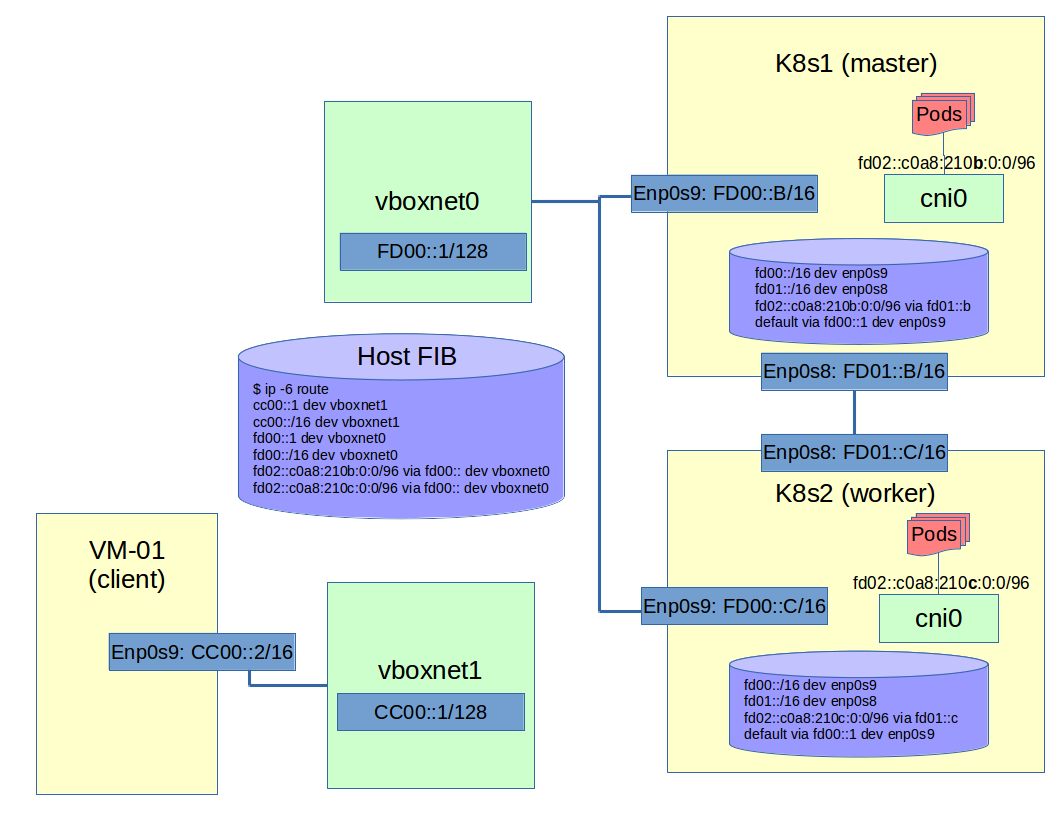 K8s1 (master)
Pods
fd02::c0a8:210b:0:0/96
cni0
Enp0s9: FD00::B/16
vboxnet0
FD00::1/128
fd00::/16 dev enp0s9
fd01::/16 dev enp0s8
fd02::c0a8:210b:0:0/96 via fd01::b
default via fd00::1 dev enp0s9
Enp0s8: FD01::B/16
Host FIB
$ ip -6 route
cc00::1 dev vboxnet1
cc00::/16 dev vboxnet1
fd00::1 dev vboxnet0
fd00::/16 dev vboxnet0
fd02::c0a8:210b:0:0/96 via fd00:: dev vboxnet0
fd02::c0a8:210c:0:0/96 via fd00:: dev vboxnet0
Enp0s8: FD01::C/16
K8s2 (worker)
Pods
fd02::c0a8:210c:0:0/96
cni0
Enp0s9: FD00::C/16
fd00::/16 dev enp0s9
fd01::/16 dev enp0s8
fd02::c0a8:210c:0:0/96 via fd01::c
default via fd00::1 dev enp0s9
VM-01
(client)
Enp0s9: CC00::2/16
vboxnet1
CC00::1/128